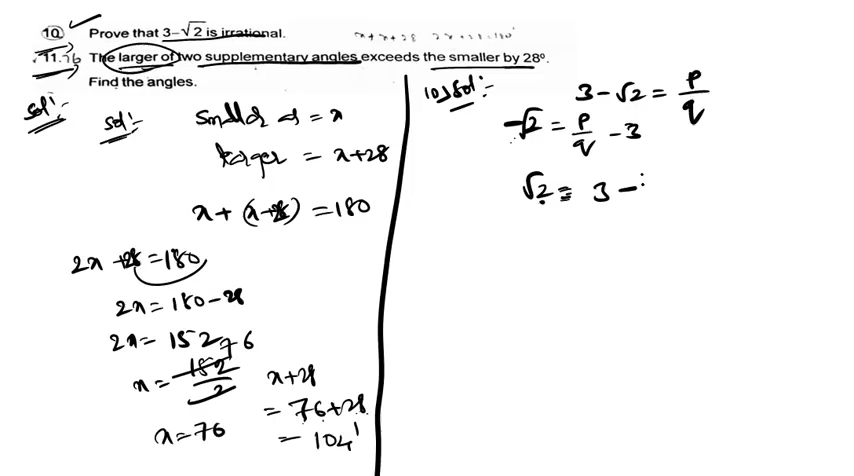 10. Prove that 3–√2 is irrational.
11. The larger of two supplementary angles exceeds the smaller by 28°.
Find the angles.
Sol:-
Sol:-
Smaller = x
larger = x+28
x + (x+28) = 180
2x +28 = 180
2x = 180-28
2x = 152
76
x = 152/2
x = 76
x+28
= 76+28
= 104
10) Sol:-
3 - √2 = p/q
-√2 = p/q - 3
√2 = 3 -